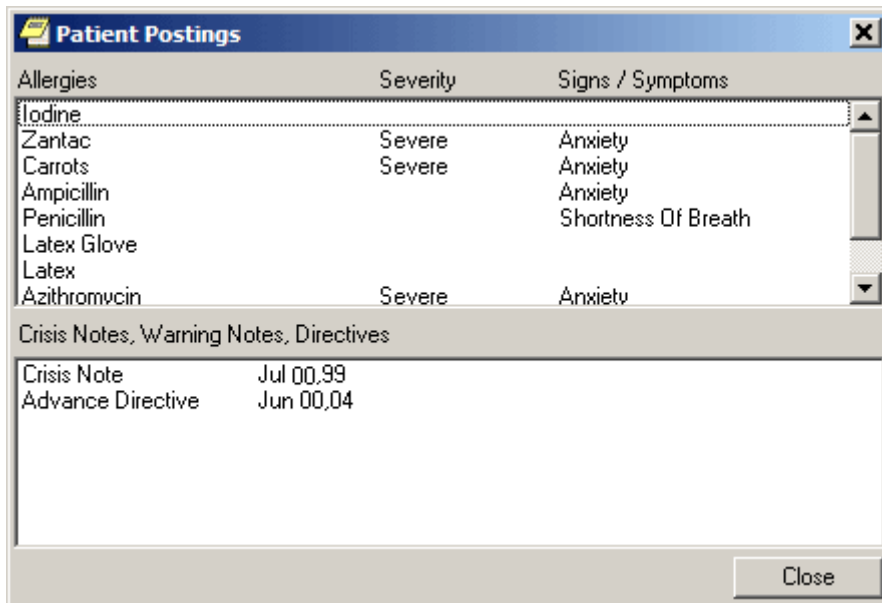 Patient Postings
Allergies Severity Signs / Symptoms
Iodine
Zantac Severe Anxiety
Carrots Severe Anxiety
Ampicillin Anxiety
Penicillin Shortness Of Breath
Latex Glove
Latex
Azithromycin Severe Anxiety
Crisis Notes, Warning Notes, Directives
Crisis Note Jul 00,99
Advance Directive Jun 00,04
Close